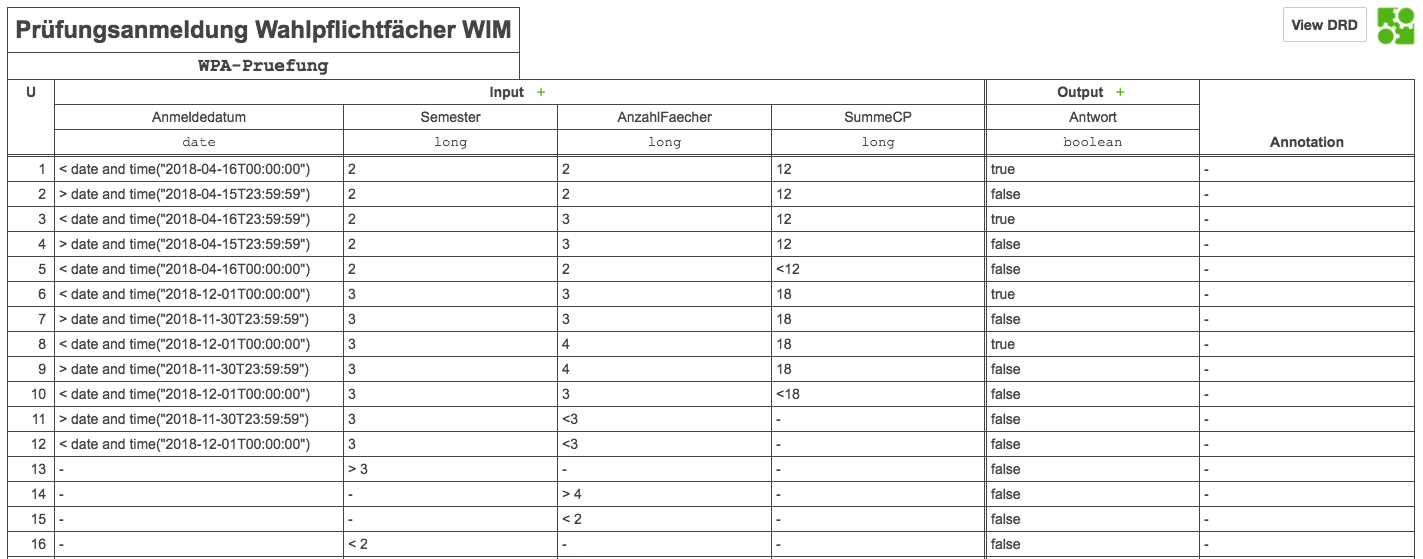 Prüfungsanmeldung Wahlpflichtfächer WIM
View DRD
WPA-Pruefung
U Input + Output +
Anmeldedatum Semester AnzahlFaecher SummeCP Antwort
date long long long boolean Annotation
1 < date and time("2018-04-16T00:00:00") 2 2 12 true -
2 > date and time("2018-04-15T23:59:59") 2 2 12 false -
3 < date and time("2018-04-16T23:59:59") 2 3 12 true -
4 > date and time("2018-04-15T23:59:59") 2 3 12 false -
5 < date and time("2018-04-16T00:00:00") 2 2 <12 false -
6 < date and time("2018-12-01T00:00:00") 3 3 18 true -
7 > date and time("2018-11-30T23:59:59") 3 3 18 false -
8 < date and time("2018-12-01T00:00:00") 3 4 18 true -
9 > date and time("2018-11-30T23:59:59") 3 4 18 false -
10 < date and time("2018-12-01T00:00:00") 3 3 <18 false -
11 > date and time("2018-11-30T23:59:59") 3 <3 - false -
12 < date and time("2018-12-01T00:00:00") 3 <3 - false -
13 - > 3 - - false -
14 - - > 4 - false -
15 - - < 2 - false -
16 - < 2 - - false -